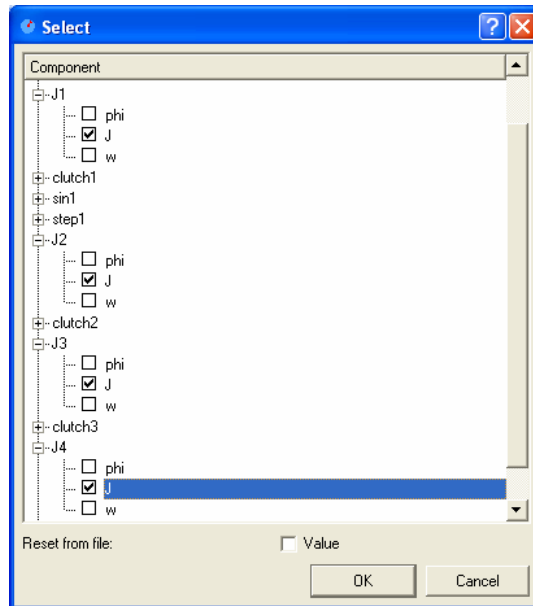 Select
Component
J1
phi
J
w
clutch1
sin1
step1
J2
phi
J
w
clutch2
J3
phi
J
w
clutch3
J4
phi
J
w
Reset from file:
Value
OK
Cancel